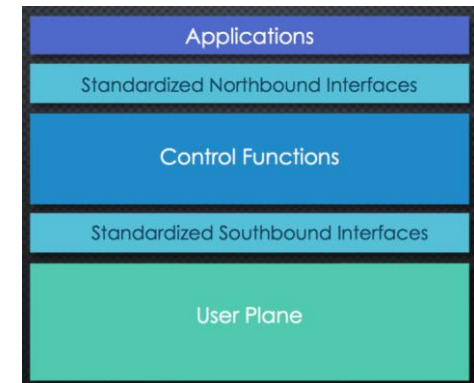 Applications
Standardized Northbound Interfaces
Control Functions
Standardized Southbound Interfaces
User Plane